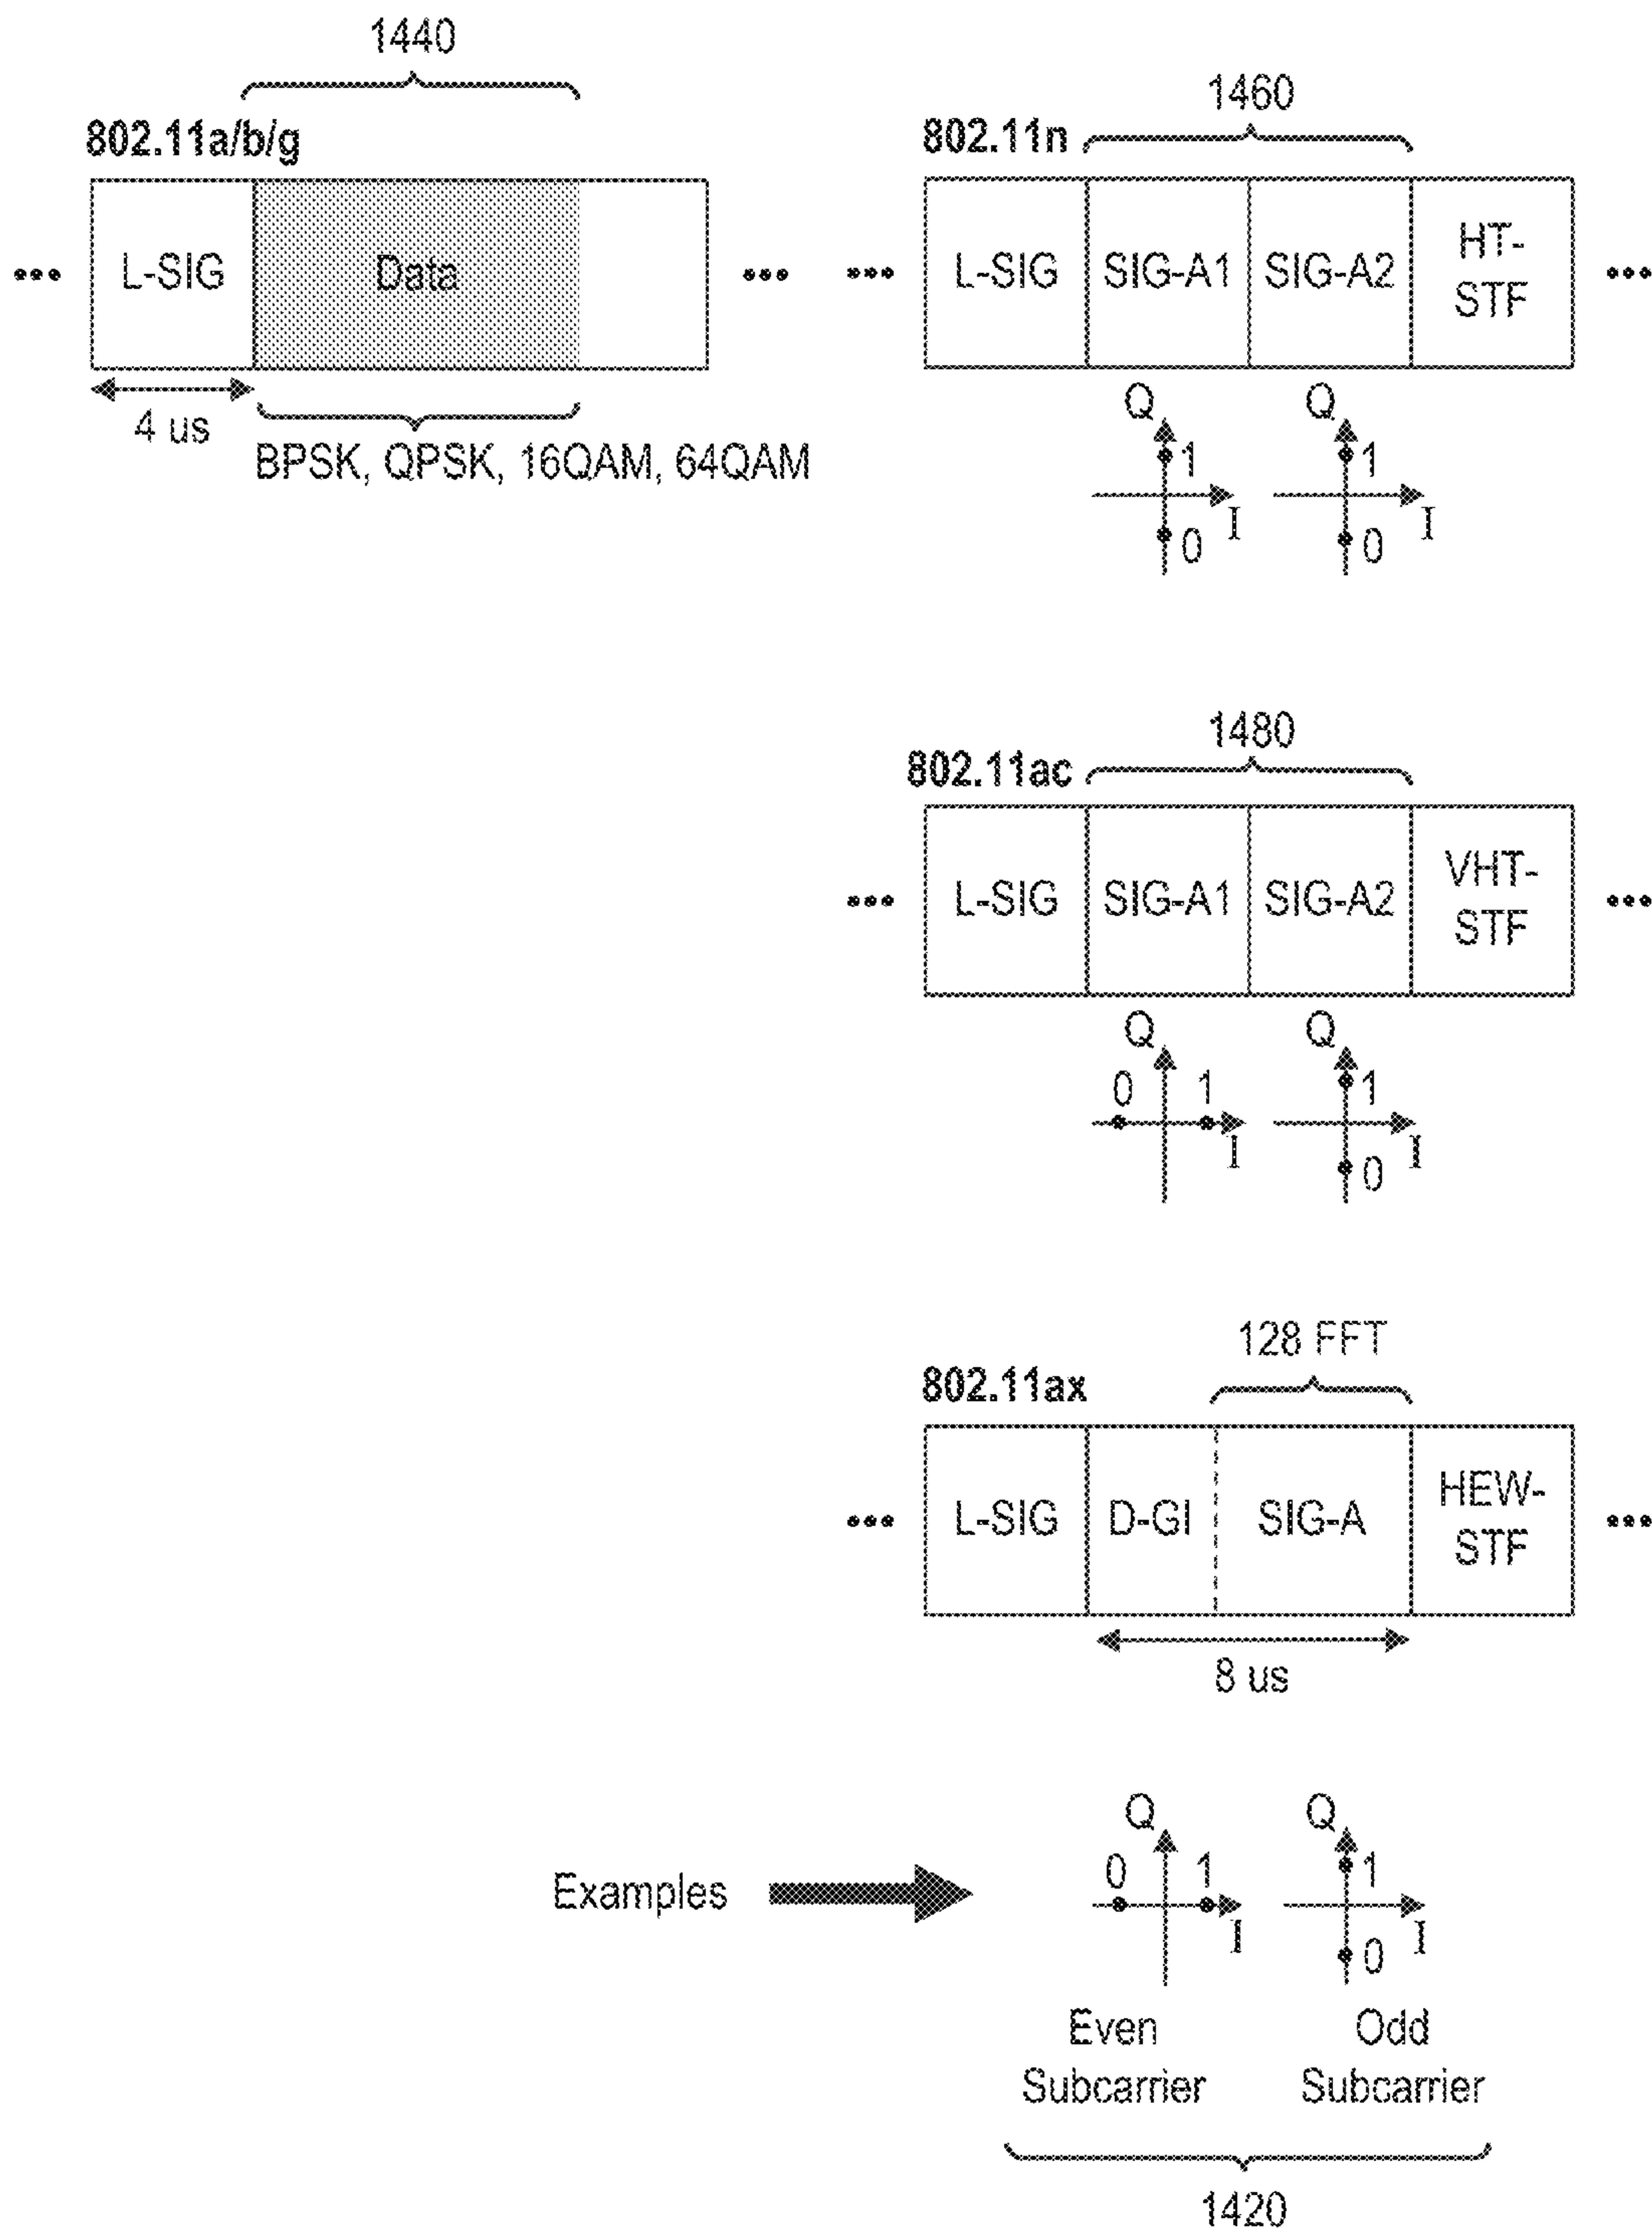 1440
802.11a/b/g
... L-SIG Data ...
4 us
BPSK, QPSK, 16QAM, 64QAM
1460
802.11n
... L-SIG SIG-A1 SIG-A2 HT-
STF ...
Q Q
1 1
I I
0 0
1480
802.11ac
... L-SIG SIG-A1 SIG-A2 VHT-
STF ...
Q Q
0 1 1
I I
0
128 FFT
802.11ax
... L-SIG D-GI SIG-A HEW-
STF ...
8 us
Examples
Q Q
0 1 1
I I
0
Even
Subcarrier
Odd
Subcarrier
1420